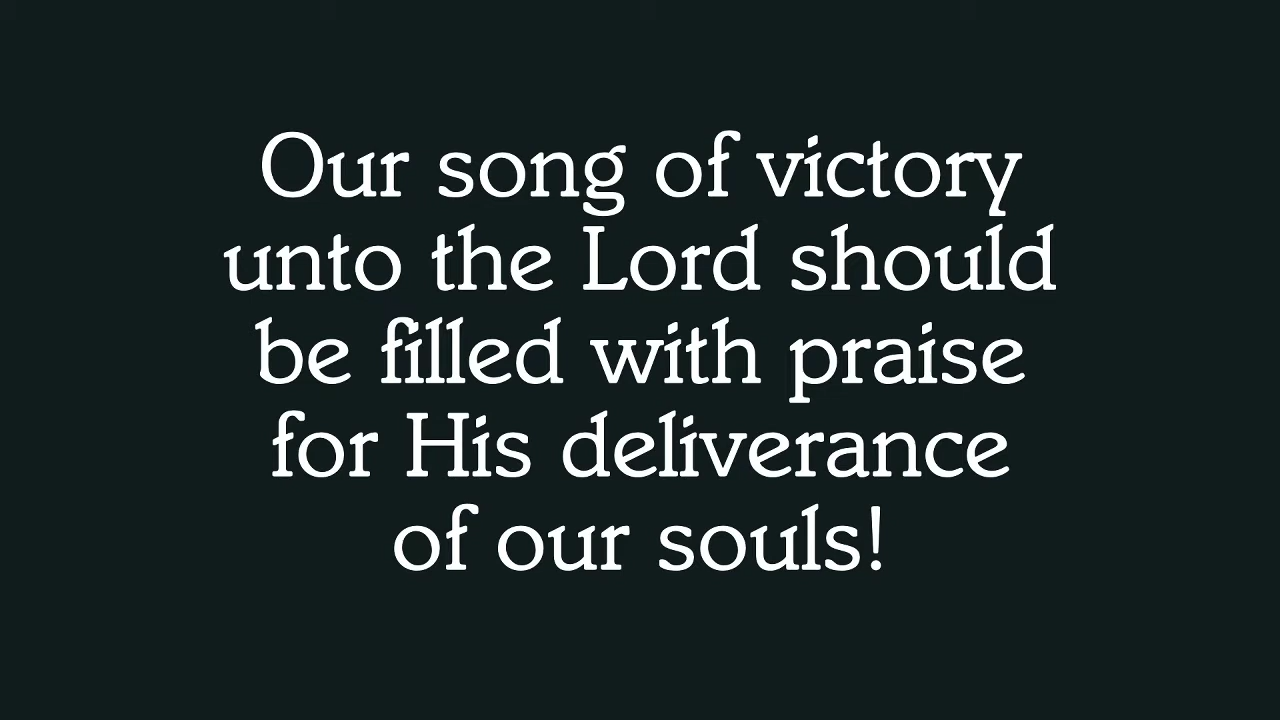 Our song of victory
unto the Lord should
be filled with praise
for His deliverance
of our souls!